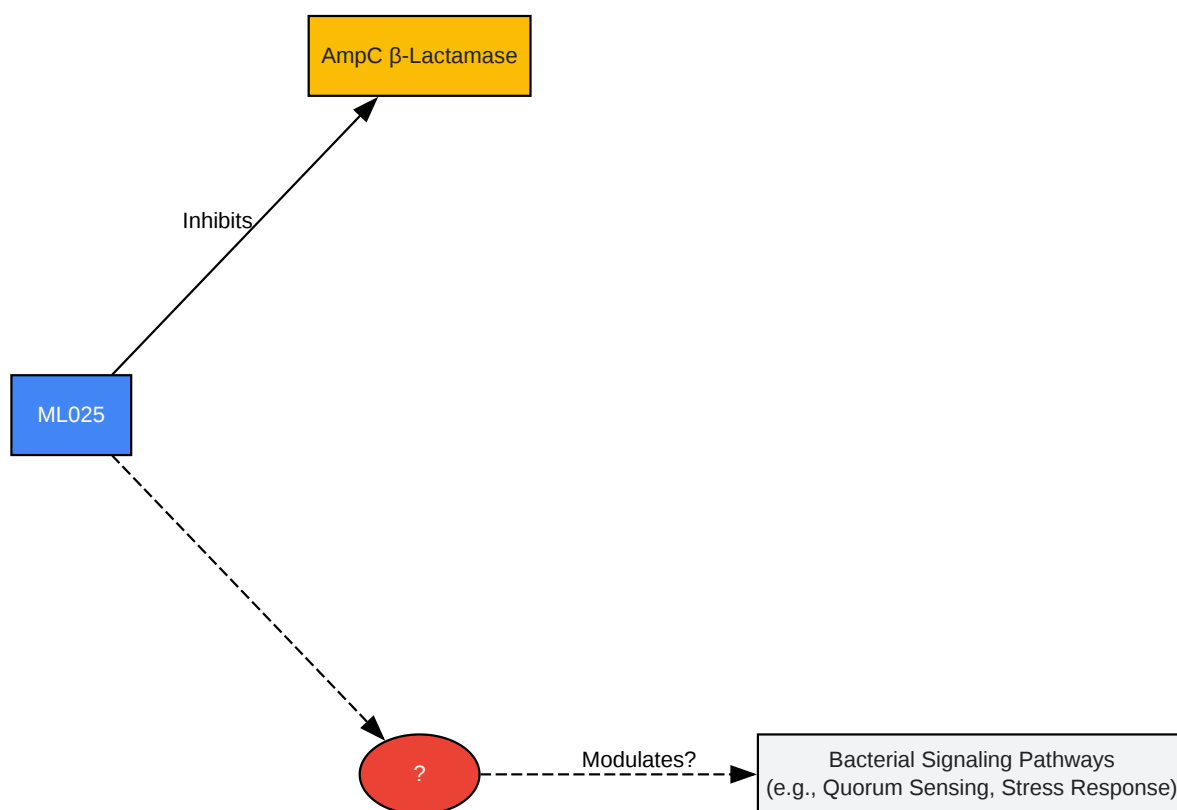 AmpC β-Lactamase
Inhibits
ML025
?
Modulates?
Bacterial Signaling Pathways
(e.g., Quorum Sensing, Stress Response)